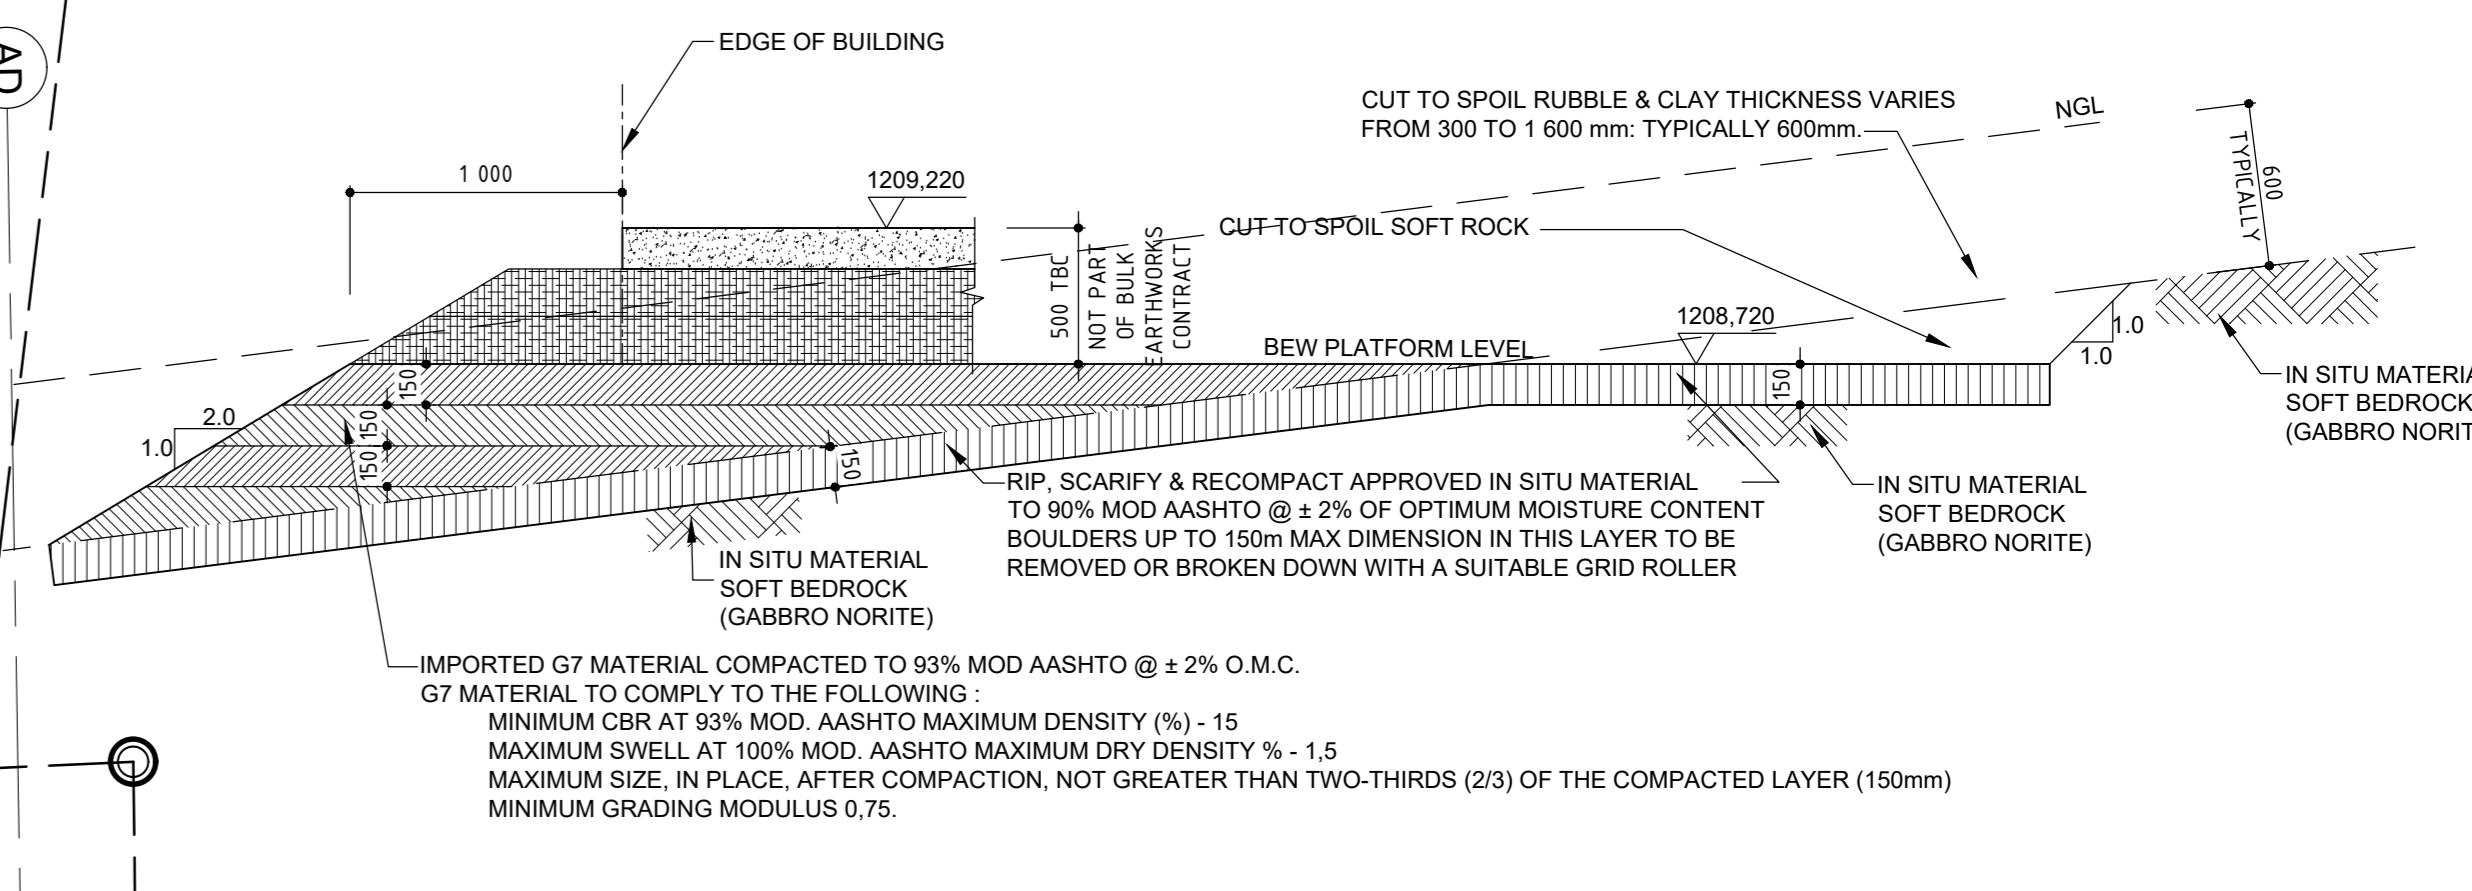 AD
EDGE OF BUILDING
CUT TO SPOIL RUBBLE & CLAY THICKNESS VARIES
FROM 300 TO 1 600 mm: TYPICALLY 600mm.
NGL
600
TYPICALLY
1 000
1209,220
CUT TO SPOIL SOFT ROCK
500 TBC
NOT PART
OF BULK
EARTHWORKS
CONTRACT
1208,720
BEW PLATFORM LEVEL
1.0
1.0
150
150
150
150
150
2.0
1.0
IN SITU
SOFT BEDROCK
(GABBRO
RIP, SCARIFY & RECOMPACT APPROVED IN SITU MATERIAL
TO 90% MOD AASHTO @ ± 2% OF OPTIMUM MOISTURE CONTENT
BOULDERS UP TO 150m MAX DIMENSION IN THIS LAYER TO BE
REMOVED OR BROKEN DOWN WITH A SUITABLE GRID ROLLER
IN SITU MATERIAL
SOFT BEDROCK
(GABBRO NORITE)
IN SITU MATERIAL
SOFT BEDROCK
(GABBRO NORITE)
IMPORTED G7 MATERIAL COMPACTED TO 93% MOD AASHTO @ ± 2% O.M.C.
G7 MATERIAL TO COMPLY TO THE FOLLOWING :
MINIMUM CBR AT 93% MOD. AASHTO MAXIMUM DENSITY (%) - 15
MAXIMUM SWELL AT 100% MOD. AASHTO MAXIMUM DRY DENSITY % - 1,5
MAXIMUM SIZE, IN PLACE, AFTER COMPACTION, NOT GREATER THAN TWO-THIRDS (2/3) OF THE COMPACTED LAYER (150mm)
MINIMUM GRADING MODULUS 0,75.